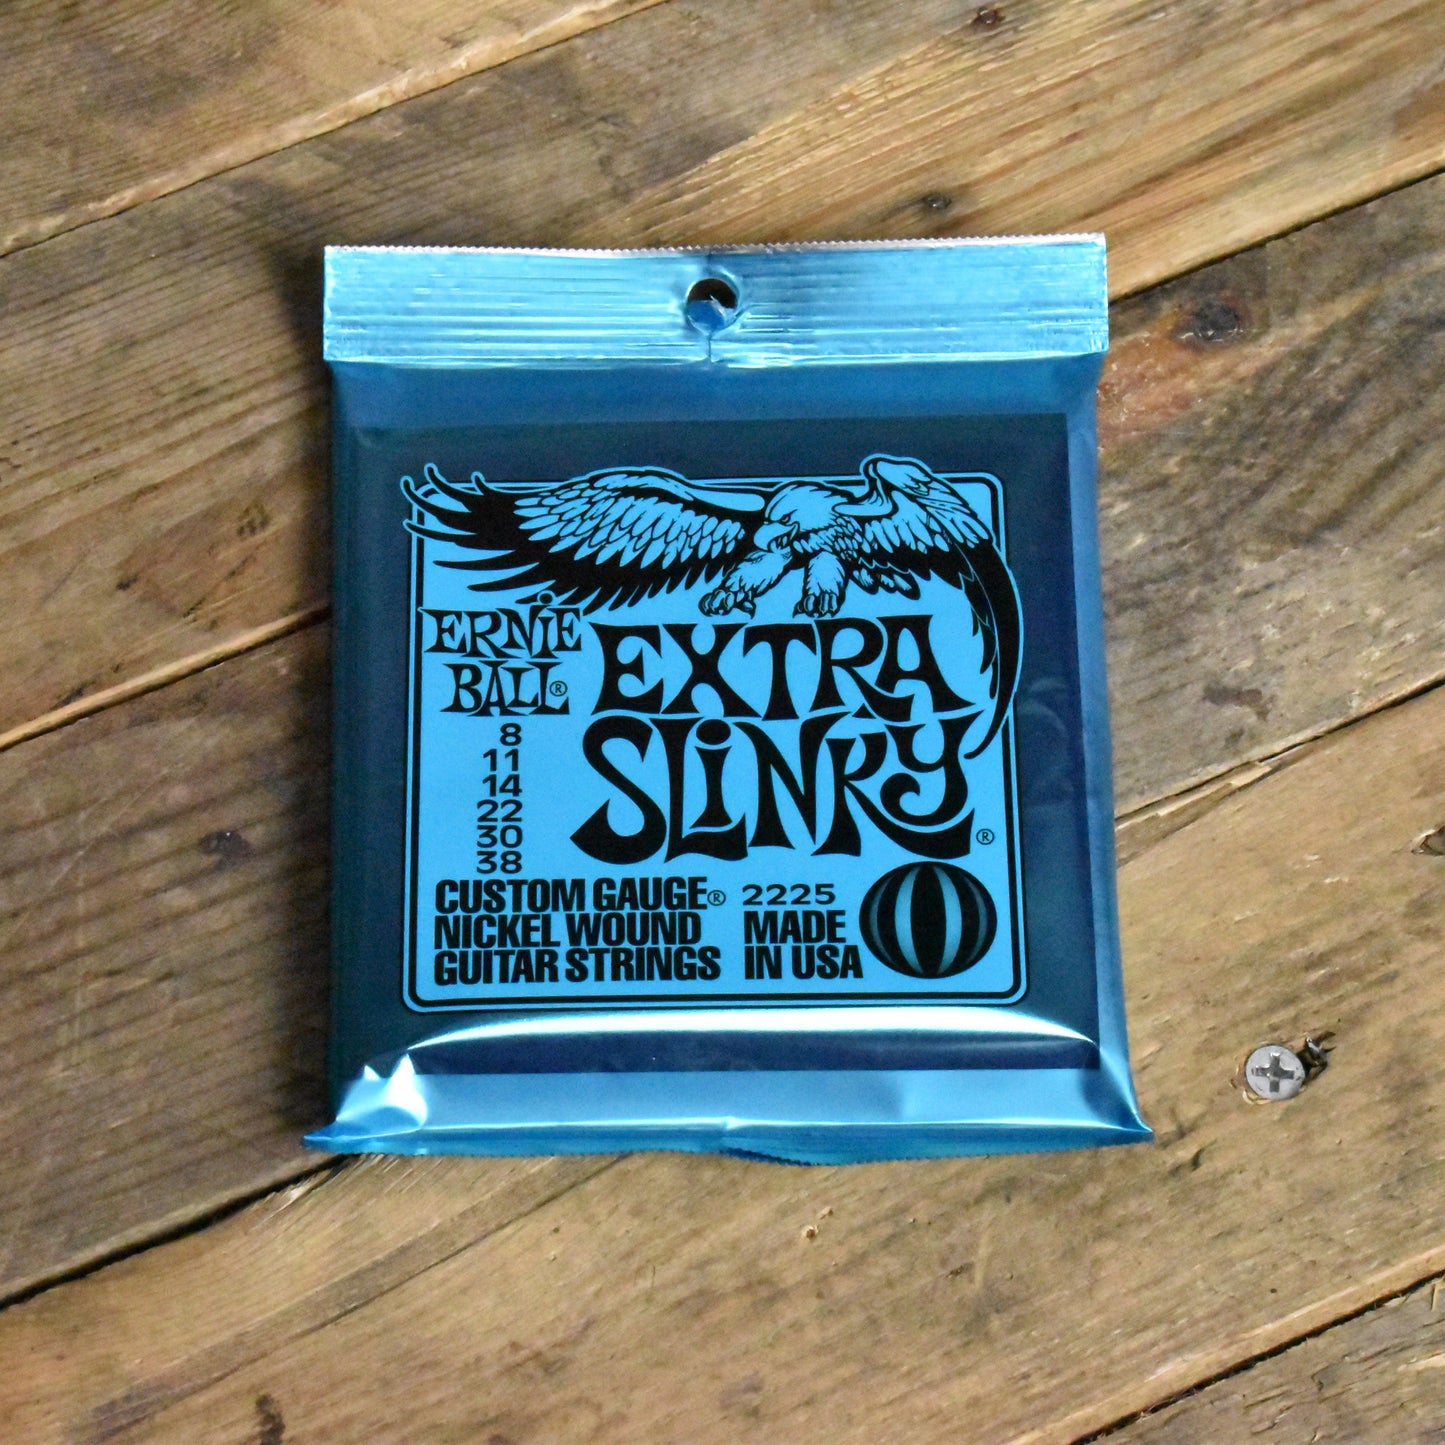 ERNiE
BALL®
EXTRA
SLiNKY®
8
11
14
22
30
38
CUSTOM GAUGE®
NICKEL WOUND
GUITAR STRINGS
2225
MADE
IN USA